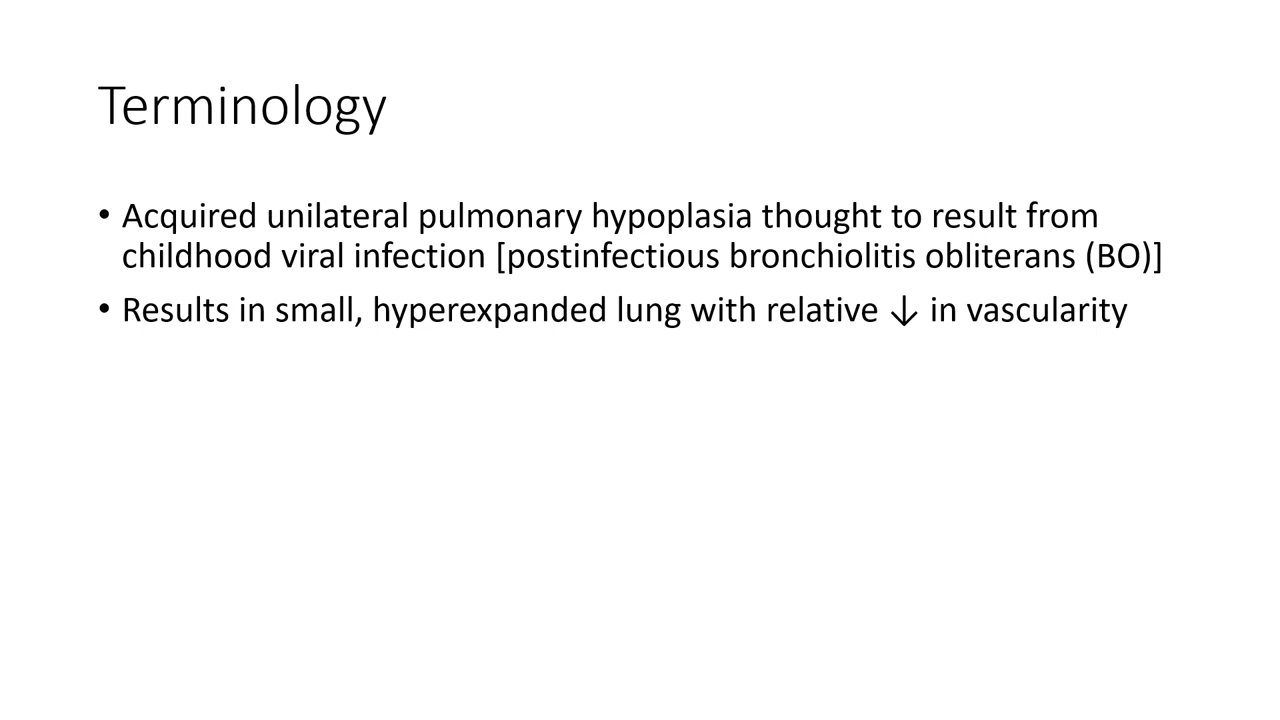 Terminology
• Acquired unilateral pulmonary hypoplasia thought to result from
childhood viral infection [postinfectious bronchiolitis obliterans (BO)]
• Results in small, hyperexpanded lung with relative ↓ in vascularity